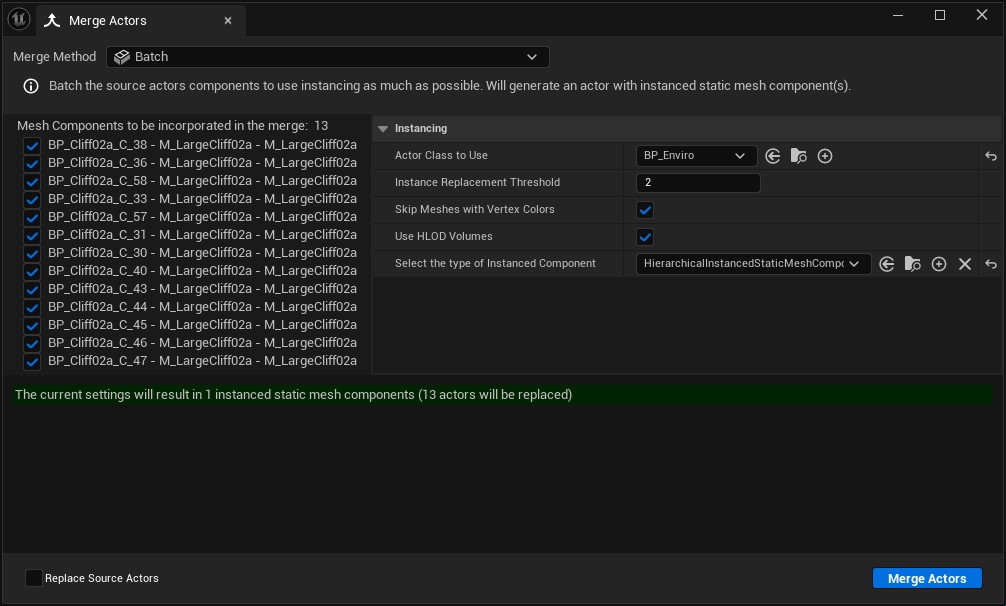 Merge Actors
Merge Method
Batch
Batch the source actors components to use instancing as much as possible. Will generate an actor with instanced static mesh component(s).
Mesh Components to be incorporated in the merge: 13
BP_Cliff02a_C_38 - M_LargeCliff02a - M_LargeCliff02a
BP_Cliff02a_C_36 - M_LargeCliff02a - M_LargeCliff02a
BP_Cliff02a_C_58 - M_LargeCliff02a - M_LargeCliff02a
BP_Cliff02a_C_33 - M_LargeCliff02a - M_LargeCliff02a
BP_Cliff02a_C_57 - M_LargeCliff02a - M_LargeCliff02a
BP_Cliff02a_C_31 - M_LargeCliff02a - M_LargeCliff02a
BP_Cliff02a_C_30 - M_LargeCliff02a - M_LargeCliff02a
BP_Cliff02a_C_40 - M_LargeCliff02a - M_LargeCliff02a
BP_Cliff02a_C_43 - M_LargeCliff02a - M_LargeCliff02a
BP_Cliff02a_C_44 - M_LargeCliff02a - M_LargeCliff02a
BP_Cliff02a_C_45 - M_LargeCliff02a - M_LargeCliff02a
BP_Cliff02a_C_46 - M_LargeCliff02a - M_LargeCliff02a
BP_Cliff02a_C_47 - M_LargeCliff02a - M_LargeCliff02a
Instancing
Actor Class to Use
BP_Enviro
Instance Replacement Threshold
2
Skip Meshes with Vertex Colors
Use HLOD Volumes
Select the type of Instanced Component
HierarchicalInstancedStaticMeshCompo
The current settings will result in 1 instanced static mesh components (13 actors will be replaced)
Replace Source Actors
Merge Actors